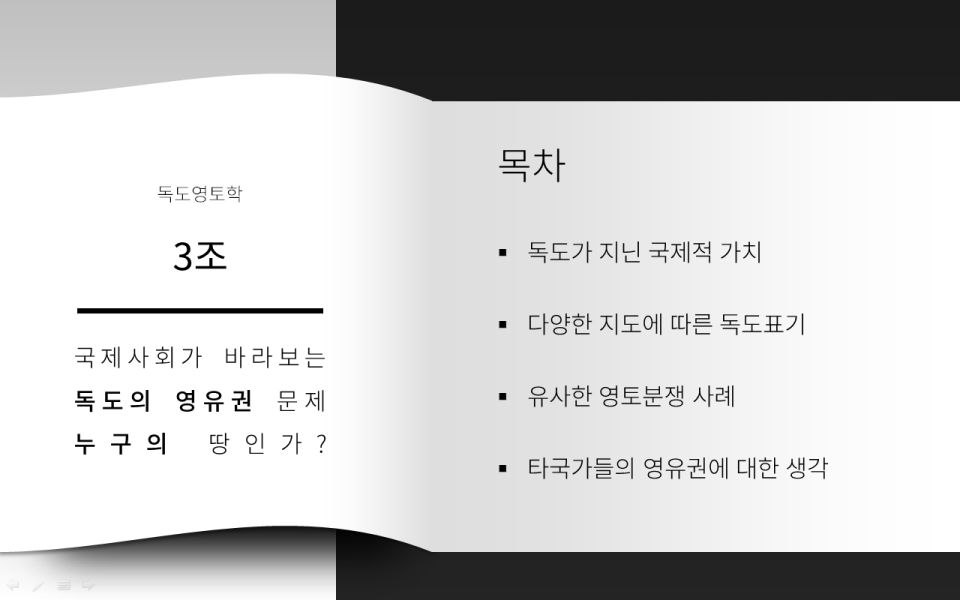 독도영토학
3조
국제사회가 바라보는
독도의 영유권 문제
누구의 땅인가?
목차
▪ 독도가 지닌 국제적 가치
▪ 다양한 지도에 따른 독도표기
▪ 유사한 영토분쟁 사례
▪ 타국가들의 영유권에 대한 생각